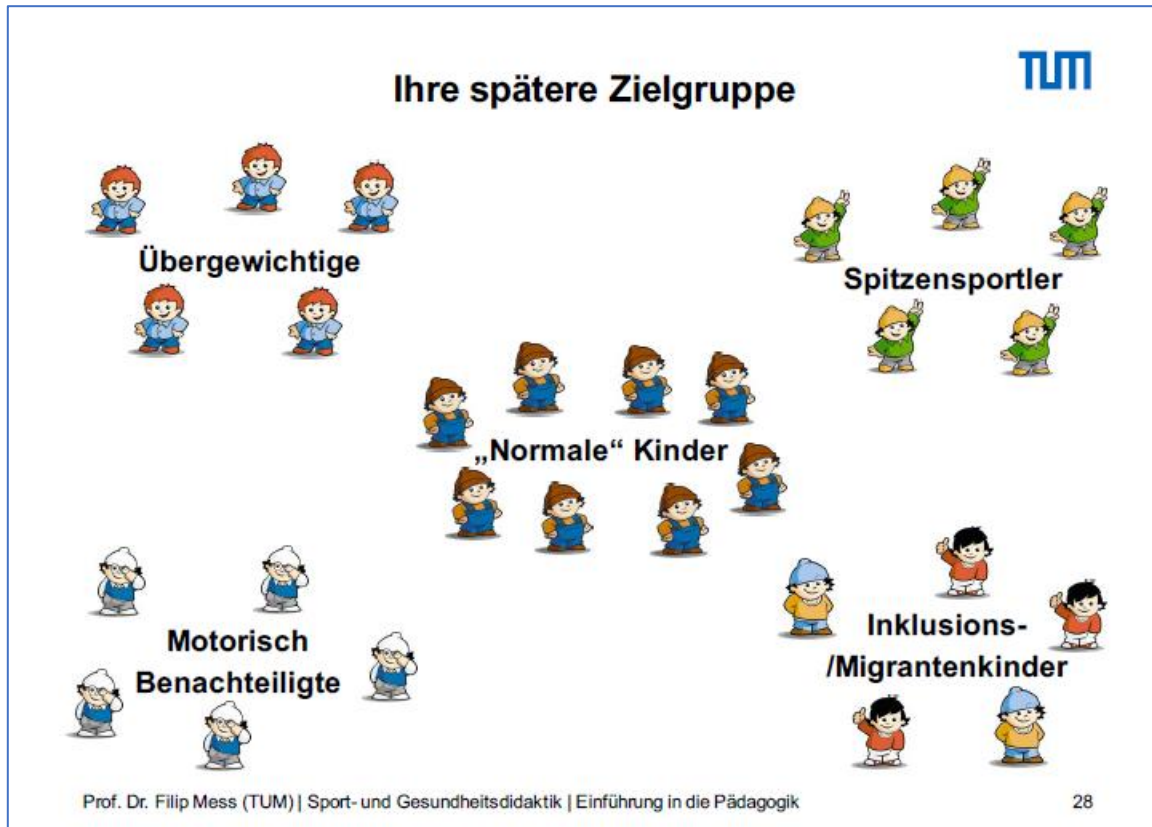 Ihre spätere Zielgruppe
TUM
Übergewichtige
Spitzensportler
„Normale“ Kinder
Motorisch
Benachteiligte
Inklusions-
/Migrantenkinder
Prof. Dr. Filip Mess (TUM) | Sport- und Gesundheitsdidaktik | Einführung in die Pädagogik
28